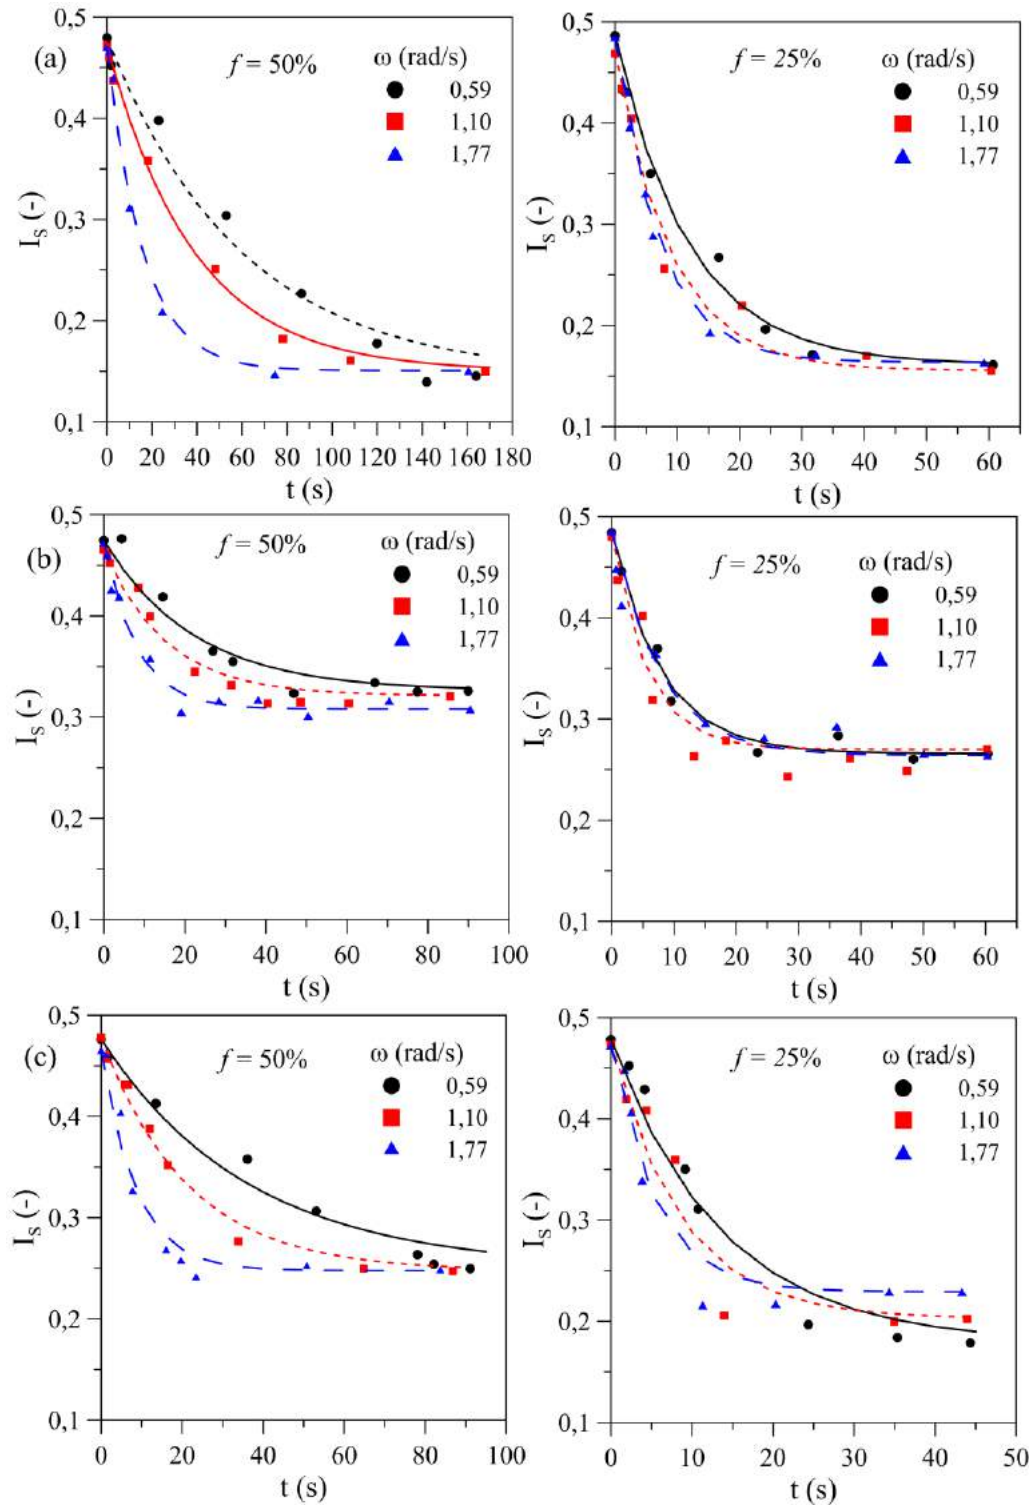 (a)
f = 50%
ω (rad/s)
0,59
1,10
1,77
0,5
0,4
0,3
0,2
0,1
I_S (-)
0 20 40 60 80 100 120 140 160 180
t (s)
f = 25%
ω (rad/s)
0,59
1,10
1,77
0,5
0,4
0,3
0,2
0,1
I_S (-)
0 10 20 30 40 50 60
t (s)
(b)
f = 50%
ω (rad/s)
0,59
1,10
1,77
0,5
0,4
0,3
0,2
0,1
I_S (-)
0 20 40 60 80 100
t (s)
f = 25%
ω (rad/s)
0,59
1,10
1,77
0,5
0,4
0,3
0,2
0,1
I_S (-)
0 10 20 30 40 50 60
t (s)
(c)
f = 50%
ω (rad/s)
0,59
1,10
1,77
0,5
0,4
0,3
0,2
0,1
I_S (-)
0 20 40 60 80 100
t (s)
f = 25%
ω (rad/s)
0,59
1,10
1,77
0,5
0,4
0,3
0,2
0,1
I_S (-)
0 10 20 30 40 50
t (s)